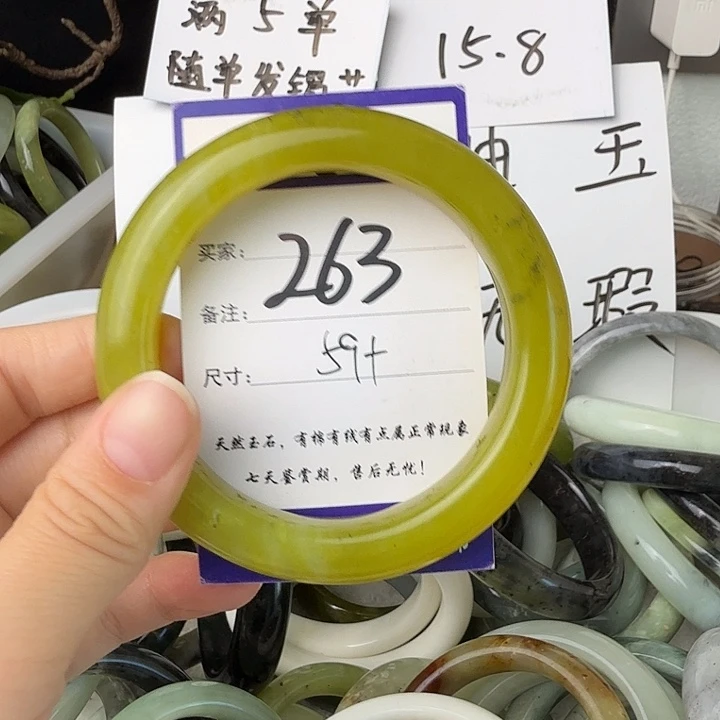 满5单
随单发镯
15.8
玉
瑕
买家: 263
备注:
尺寸: 59+
天然玉石，有棉有线有点属正常现象
七天鉴赏期，售后无忧！